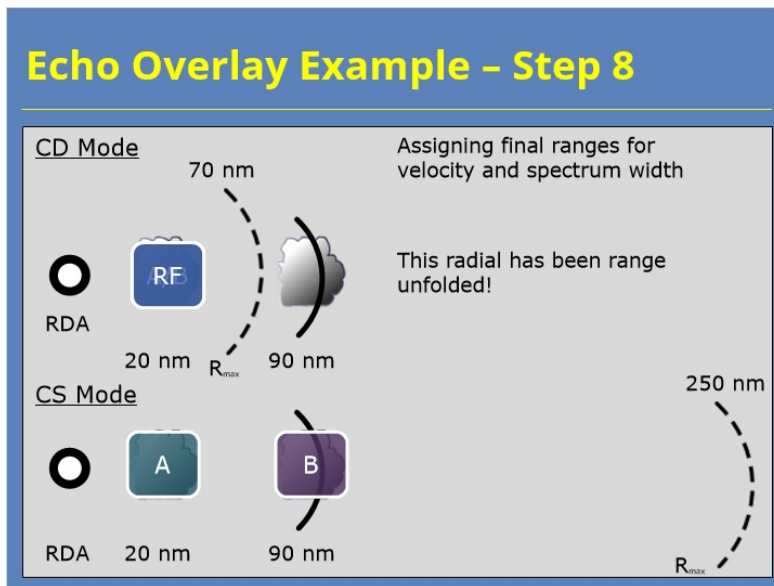 Echo Overlay Example – Step 8
CD Mode
70 nm
Assigning final ranges for
velocity and spectrum width
RF
This radial has been range
unfolded!
RDA
20 nm
Rmax
90 nm
CS Mode
250 nm
A
B
RDA
20 nm
90 nm
Rmax